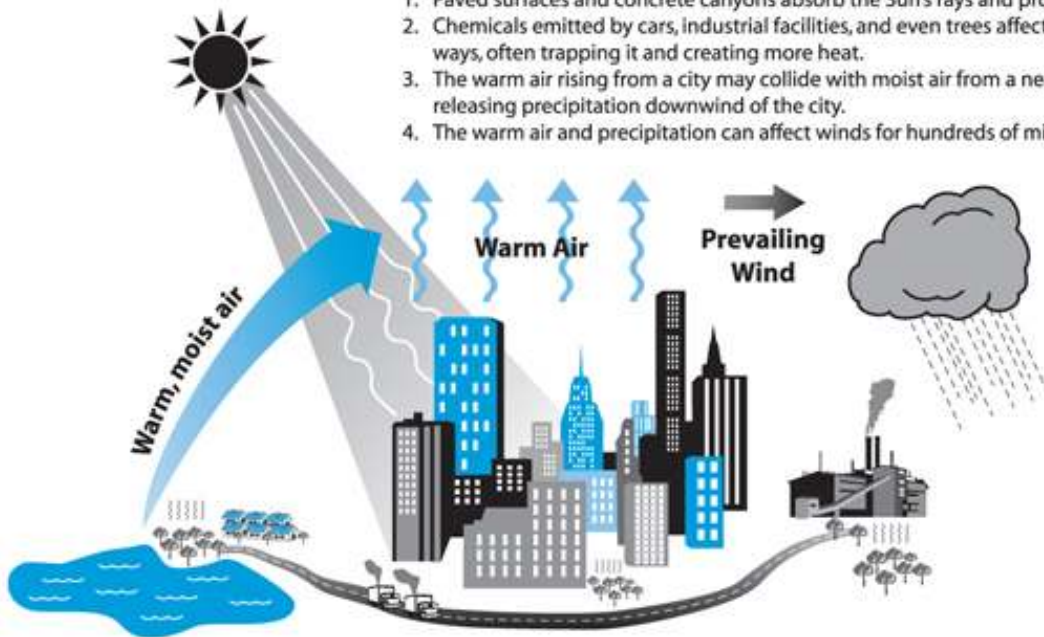 1. Paved surfaces and concrete canyons absorb the Sun's rays and
2. Chemicals emitted by cars, industrial facilities, and even trees affect
ways, often trapping it and creating more heat.
3. The warm air rising from a city may collide with moist air from a
releasing precipitation downwind of the city.
4. The warm air and precipitation can affect winds for hundreds of
Warm Air
Prevailing
Wind
Warm, moist air